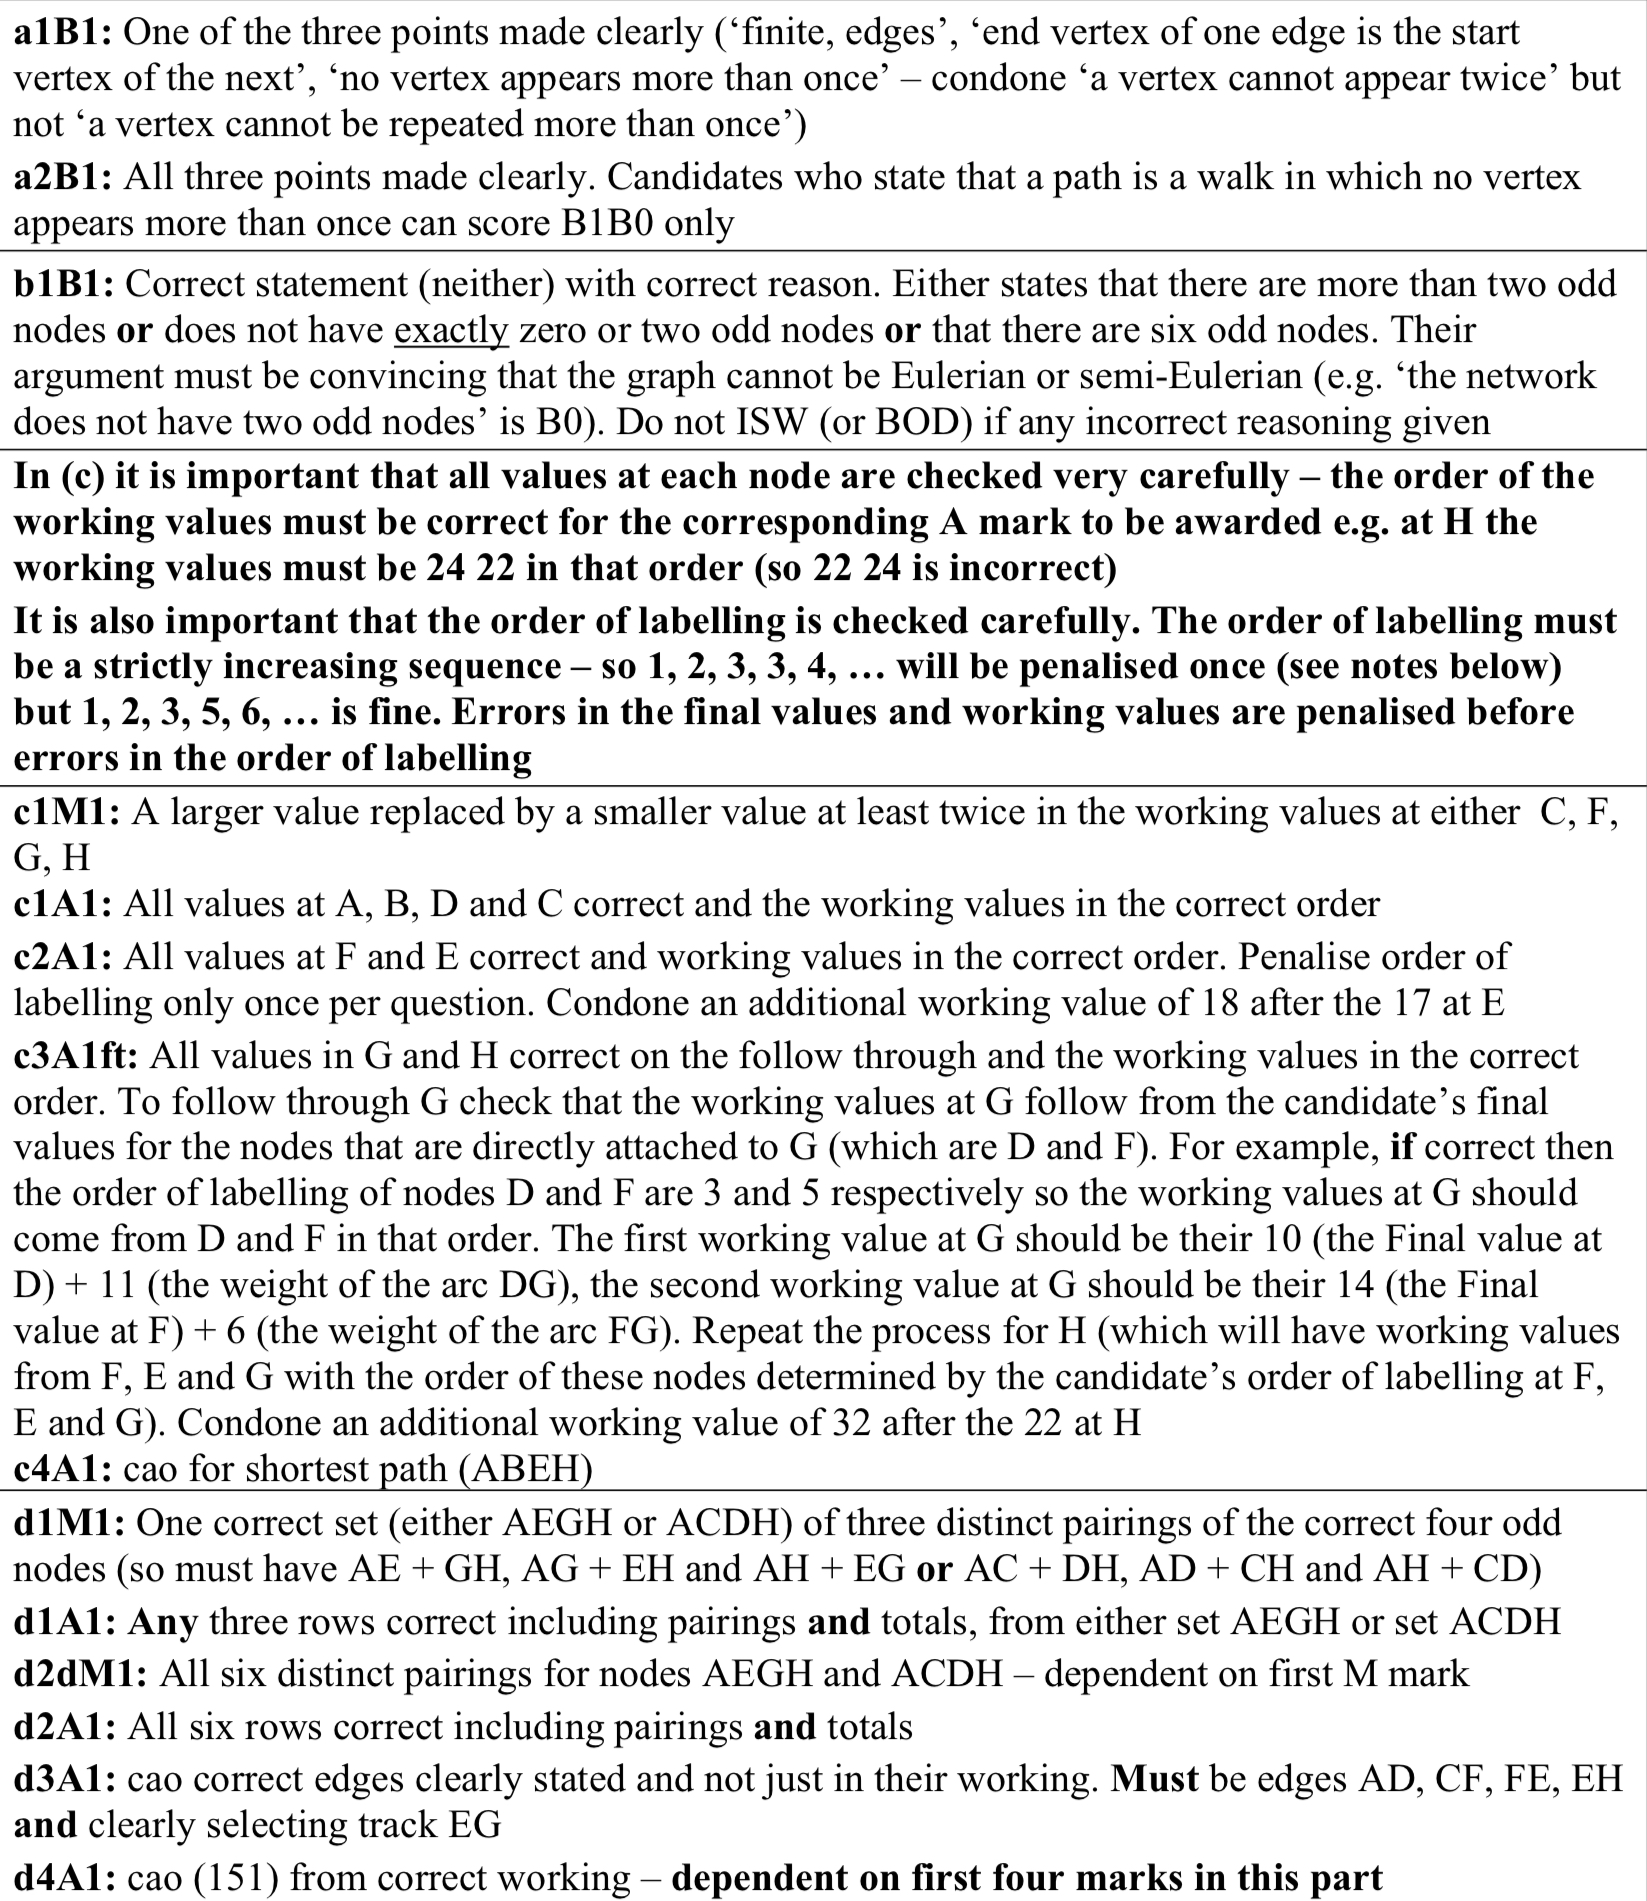 a1B1: One of the three points made clearly (‘finite, edges’, ‘end vertex of one edge is the start
vertex of the next’, ‘no vertex appears more than once’ – condone ‘a vertex cannot appear twice’ but
not ‘a vertex cannot be repeated more than once’)
a2B1: All three points made clearly. Candidates who state that a path is a walk in which no vertex
appears more than once can score B1B0 only
b1B1: Correct statement (neither) with correct reason. Either states that there are more than two odd
nodes or does not have exactly zero or two odd nodes or that there are six odd nodes. Their
argument must be convincing that the graph cannot be Eulerian or semi-Eulerian (e.g. ‘the network
does not have two odd nodes’ is B0). Do not ISW (or BOD) if any incorrect reasoning given
In (c) it is important that all values at each node are checked very carefully – the order of the
working values must be correct for the corresponding A mark to be awarded e.g. at H the
working values must be 24 22 in that order (so 22 24 is incorrect)
It is also important that the order of labelling is checked carefully. The order of labelling must
be a strictly increasing sequence – so 1, 2, 3, 3, 4, … will be penalised once (see notes below)
but 1, 2, 3, 5, 6, … is fine. Errors in the final values and working values are penalised before
errors in the order of labelling
c1M1: A larger value replaced by a smaller value at least twice in the working values at either C, F,
G, H
c1A1: All values at A, B, D and C correct and the working values in the correct order
c2A1: All values at F and E correct and working values in the correct order. Penalise order of
labelling only once per question. Condone an additional working value of 18 after the 17 at E
c3A1ft: All values in G and H correct on the follow through and the working values in the correct
order. To follow through G check that the working values at G follow from the candidate’s final
values for the nodes that are directly attached to G (which are D and F). For example, if correct then
the order of labelling of nodes D and F are 3 and 5 respectively so the working values at G should
come from D and F in that order. The first working value at G should be their 10 (the Final value at
D) + 11 (the weight of the arc DG), the second working value at G should be their 14 (the Final
value at F) + 6 (the weight of the arc FG). Repeat the process for H (which will have working values
from F, E and G with the order of these nodes determined by the candidate’s order of labelling at F,
E and G). Condone an additional working value of 32 after the 22 at H
c4A1: cao for shortest path (ABEH)
d1M1: One correct set (either AEGH or ACDH) of three distinct pairings of the correct four odd
nodes (so must have AE + GH, AG + EH and AH + EG or AC + DH, AD + CH and AH + CD)
d1A1: Any three rows correct including pairings and totals, from either set AEGH or set ACDH
d2dM1: All six distinct pairings for nodes AEGH and ACDH – dependent on first M mark
d2A1: All six rows correct including pairings and totals
d3A1: cao correct edges clearly stated and not just in their working. Must be edges AD, CF, FE, EH
and clearly selecting track EG
d4A1: cao (151) from correct working – dependent on first four marks in this part